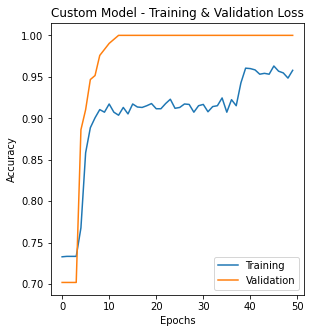 Custom Model - Training & Validation Loss
1.00
0.95
0.90
0.85
0.80
0.75
0.70
Accuracy
Training
Validation
0 10 20 30 40 50
Epochs